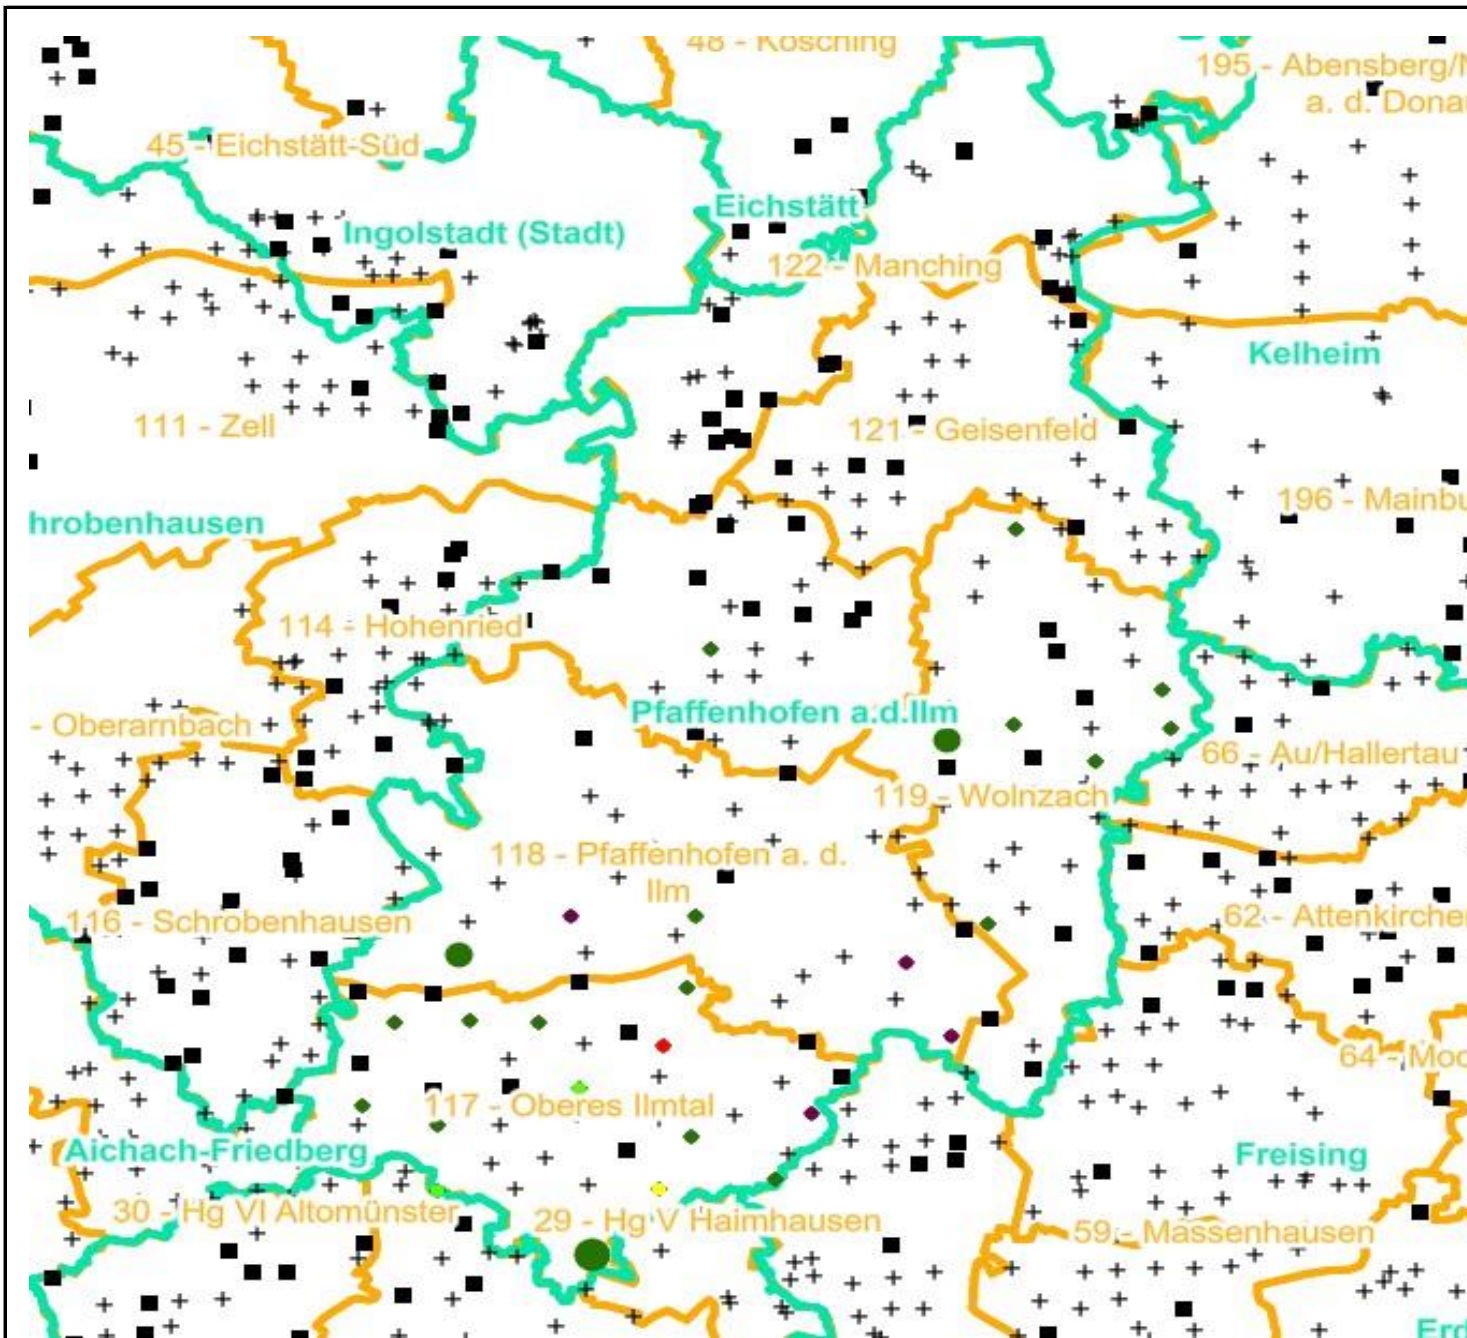 48 - Kösching
195 - Abensberg/N
a. d. Donau
45 - Eichstätt-Süd
Eichstätt
Ingolstadt (Stadt)
122 - Manching
Kelheim
111 - Zell
121 - Geisenfeld
196 - Mainbu
hrobenhausen
114 - Hohenried
Pfaffenhofen a.d.Ilm
- Oberarnbach
66 - Au/Hallertau
119 - Wolnzach
118 - Pfaffenhofen a. d.
Ilm
116 - Schrobenhausen
62 - Attenkirchen
64 - Moo
117 - Oberes Ilmtal
Aichach-Friedberg
Freising
30 - Hg VI Altomünster
29 - Hg V Haimhausen
59 - Massenhausen
Erd